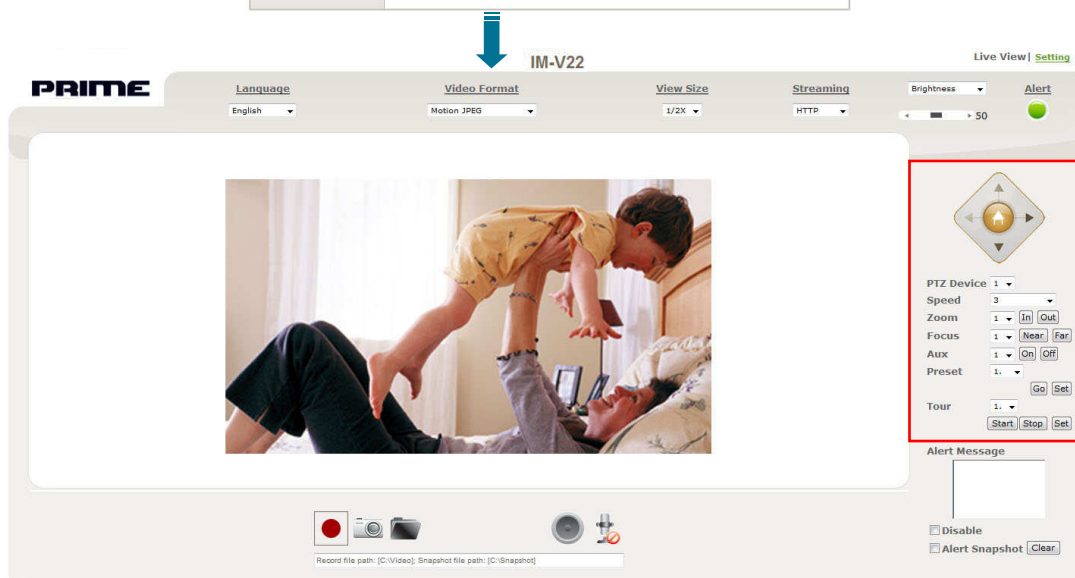 IM-V22
Live View | Setting
PRIME
Language
Video Format
View Size
Streaming
Brightness
Alert
English
Motion JPEG
1/2X
HTTP
50
PTZ Device 1
Speed 3
Zoom 1 In Out
Focus 1 Near Far
Aux 1 On Off
Preset 1.
Go Set
Tour 1.
Start Stop Set
Alert Message
Disable
Alert Snapshot Clear
Record file path: [C:\Video]; Snapshot file path: [C:\Snapshot]